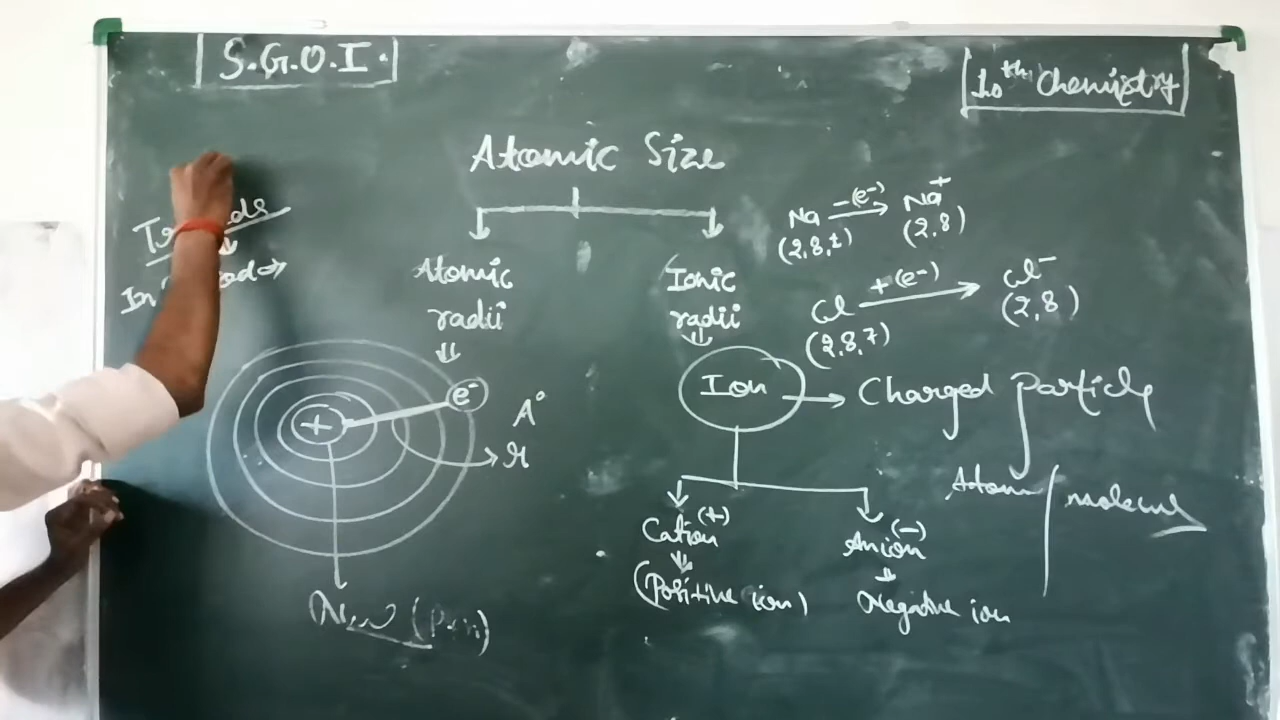 S.G.O.I.
10th Chemistry
Atomic Size
Atomic
radii
Ionic
radii
Na -(e-) Na+
(2,8,1) (2,8)
Cl +(e-) Cl-
(2,8,7) (2,8)
+
e-
A°
r
Ion
Charged Particle
Atom
Cation (+)
(Positive ion)
Anion (-)
Negative ion